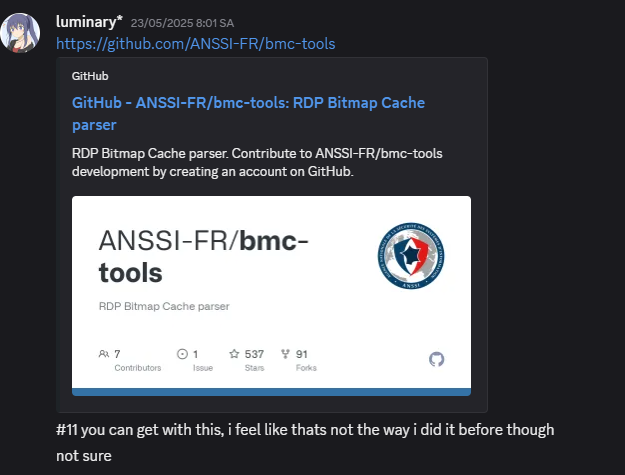 luminary* 23/05/2025 8:01 SA
https://github.com/ANSSI-FR/bmc-tools
GitHub
GitHub - ANSSI-FR/bmc-tools: RDP Bitmap Cache
parser
RDP Bitmap Cache parser. Contribute to ANSSI-FR/bmc-tools
development by creating an account on GitHub.
ANSSI-FR/bmc-
tools
RDP Bitmap Cache parser
7 1 537 91
Contributors Issue Stars Forks
ANSSI
#11 you can get with this, i feel like thats not the way i did it before though
not sure